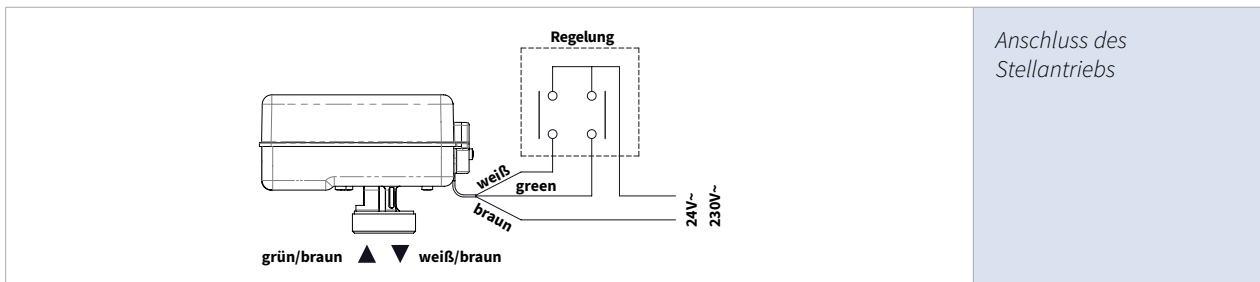 Regelung
weiß
green
braun
24V~
230V~
grün/braun
weiß/braun
Anschluss des
Stellantriebs